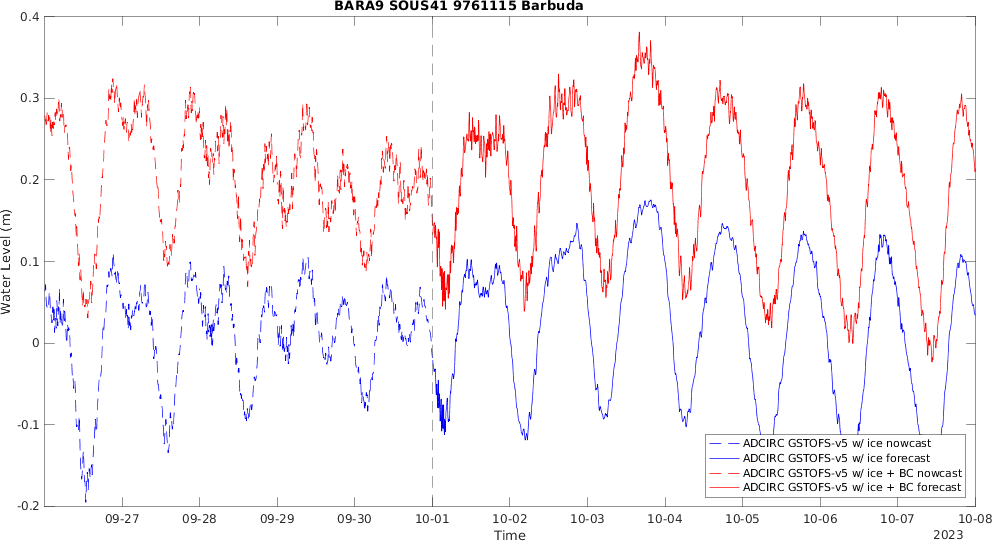 BARA9 SOUS41 9761115 Barbuda
0.4
0.3
0.2
0.1
0
-0.1
-0.2
Water Level (m)
ADCIRC GSTOFS-v5 w/ ice nowcast
ADCIRC GSTOFS-v5 w/ ice forecast
ADCIRC GSTOFS-v5 w/ ice + BC nowcast
ADCIRC GSTOFS-v5 w/ ice + BC forecast
09-27 09-28 09-29 09-30 10-01 10-02 10-03 10-04 10-05 10-06 10-07 10-08
Time
2023